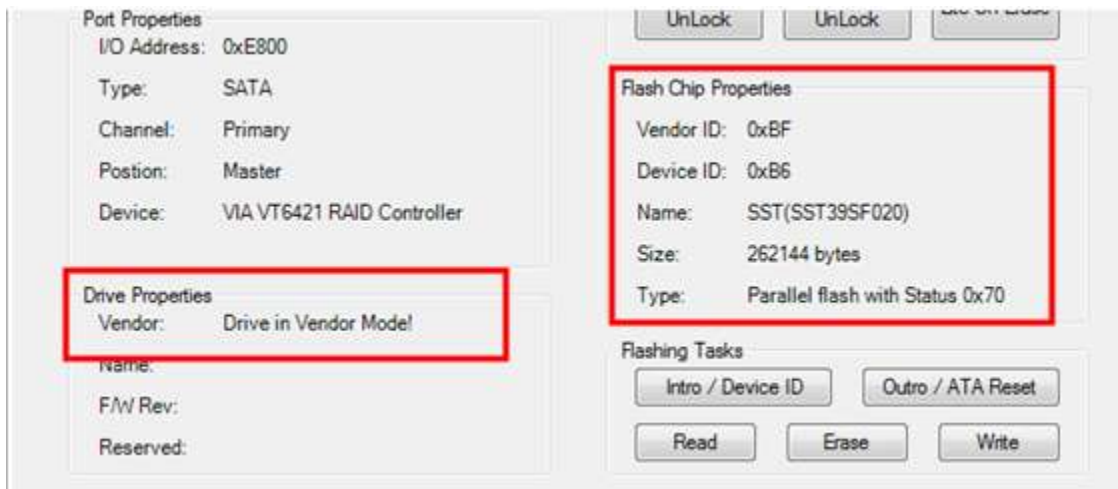 Port Properties
I/O Address: 0xE800
Type: SATA
Channel: Primary
Postion: Master
Device: VIA VT6421 RAID Controller
Drive Properties
Vendor: Drive in Vendor Mode!
Name:
F/W Rev:
Reserved:
UnLock UnLock
Flash Chip Properties
Vendor ID: 0xBF
Device ID: 0xB6
Name: SST(SST39SF020)
Size: 262144 bytes
Type: Parallel flash with Status 0x70
Flashing Tasks
Intro / Device ID Outro / ATA Reset
Read Erase Write